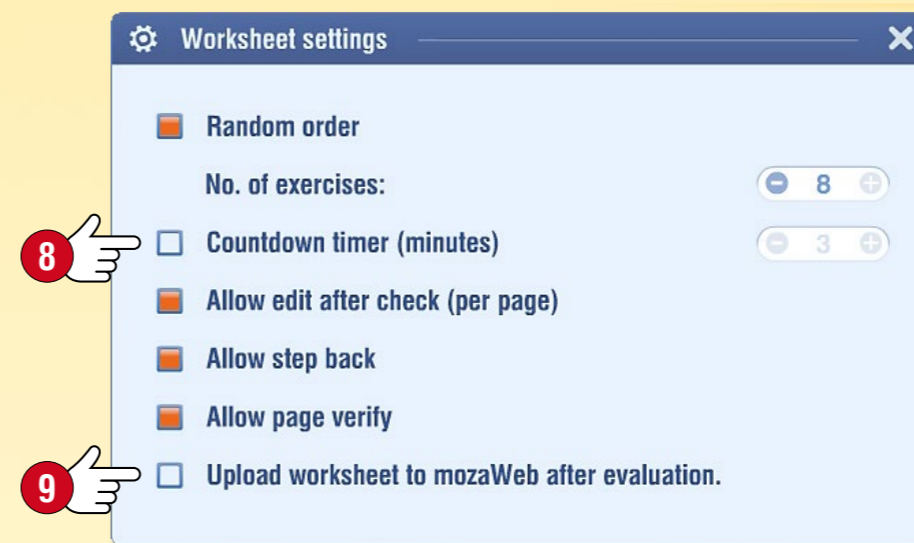 Worksheet settings
Random order
No. of exercises: 8
8 Countdown timer (minutes) 3
Allow edit after check (per page)
Allow step back
Allow page verify
9 Upload worksheet to mozaWeb after evaluation.